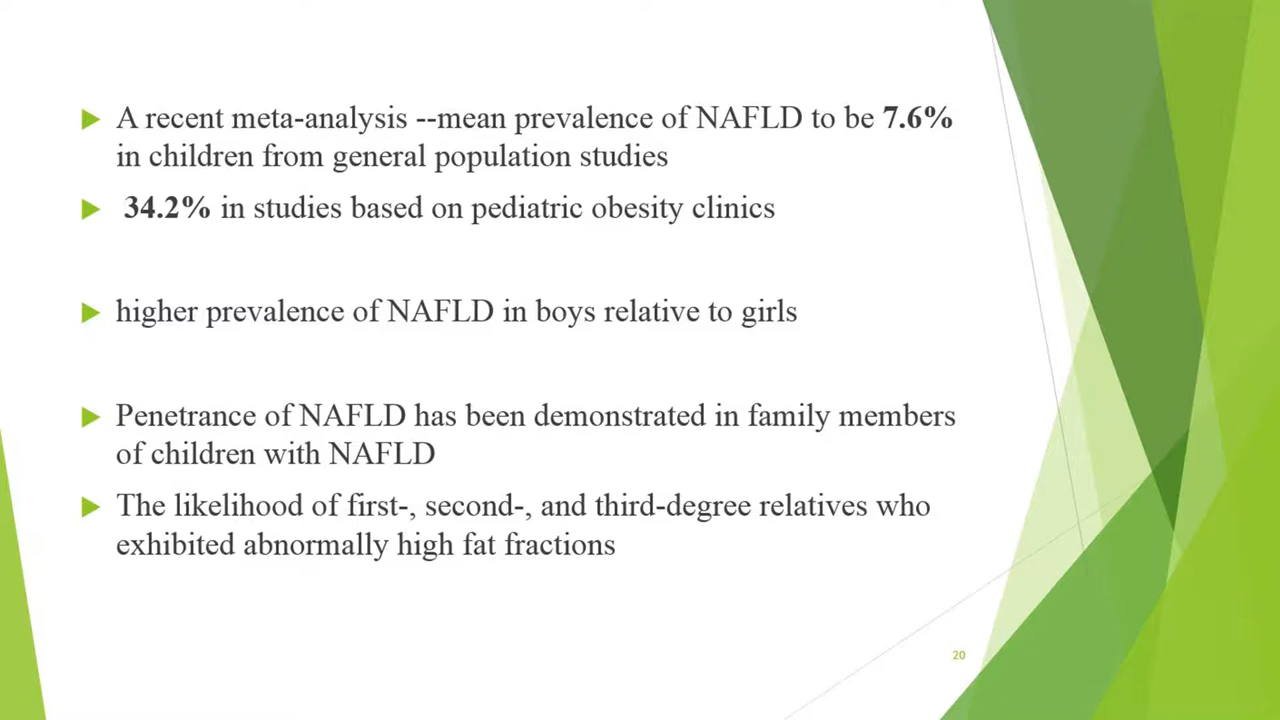 A recent meta-analysis --mean prevalence of NAFLD to be 7.6%
in children from general population studies
34.2% in studies based on pediatric obesity clinics
higher prevalence of NAFLD in boys relative to girls
Penetrance of NAFLD has been demonstrated in family members
of children with NAFLD
The likelihood of first-, second-, and third-degree relatives who
exhibited abnormally high fat fractions
20